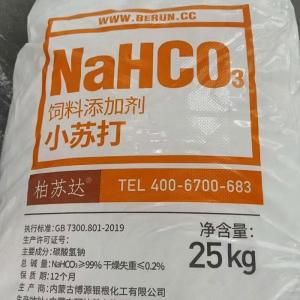 WWW.BERUN.CC
NaHCO₃
饲料添加剂
小苏打
柏苏达
TEL 400-6700-683
执行标准: GB 7300.801-2019
生产许可证号:
主要成分: 碳酸氢钠
总 碱 量: NaHCO₃≥99% 干燥失重≤0.2%
保 质 期: 12个月
生产企业: 内蒙古博源银根化工有限公司
净含量:
25kg